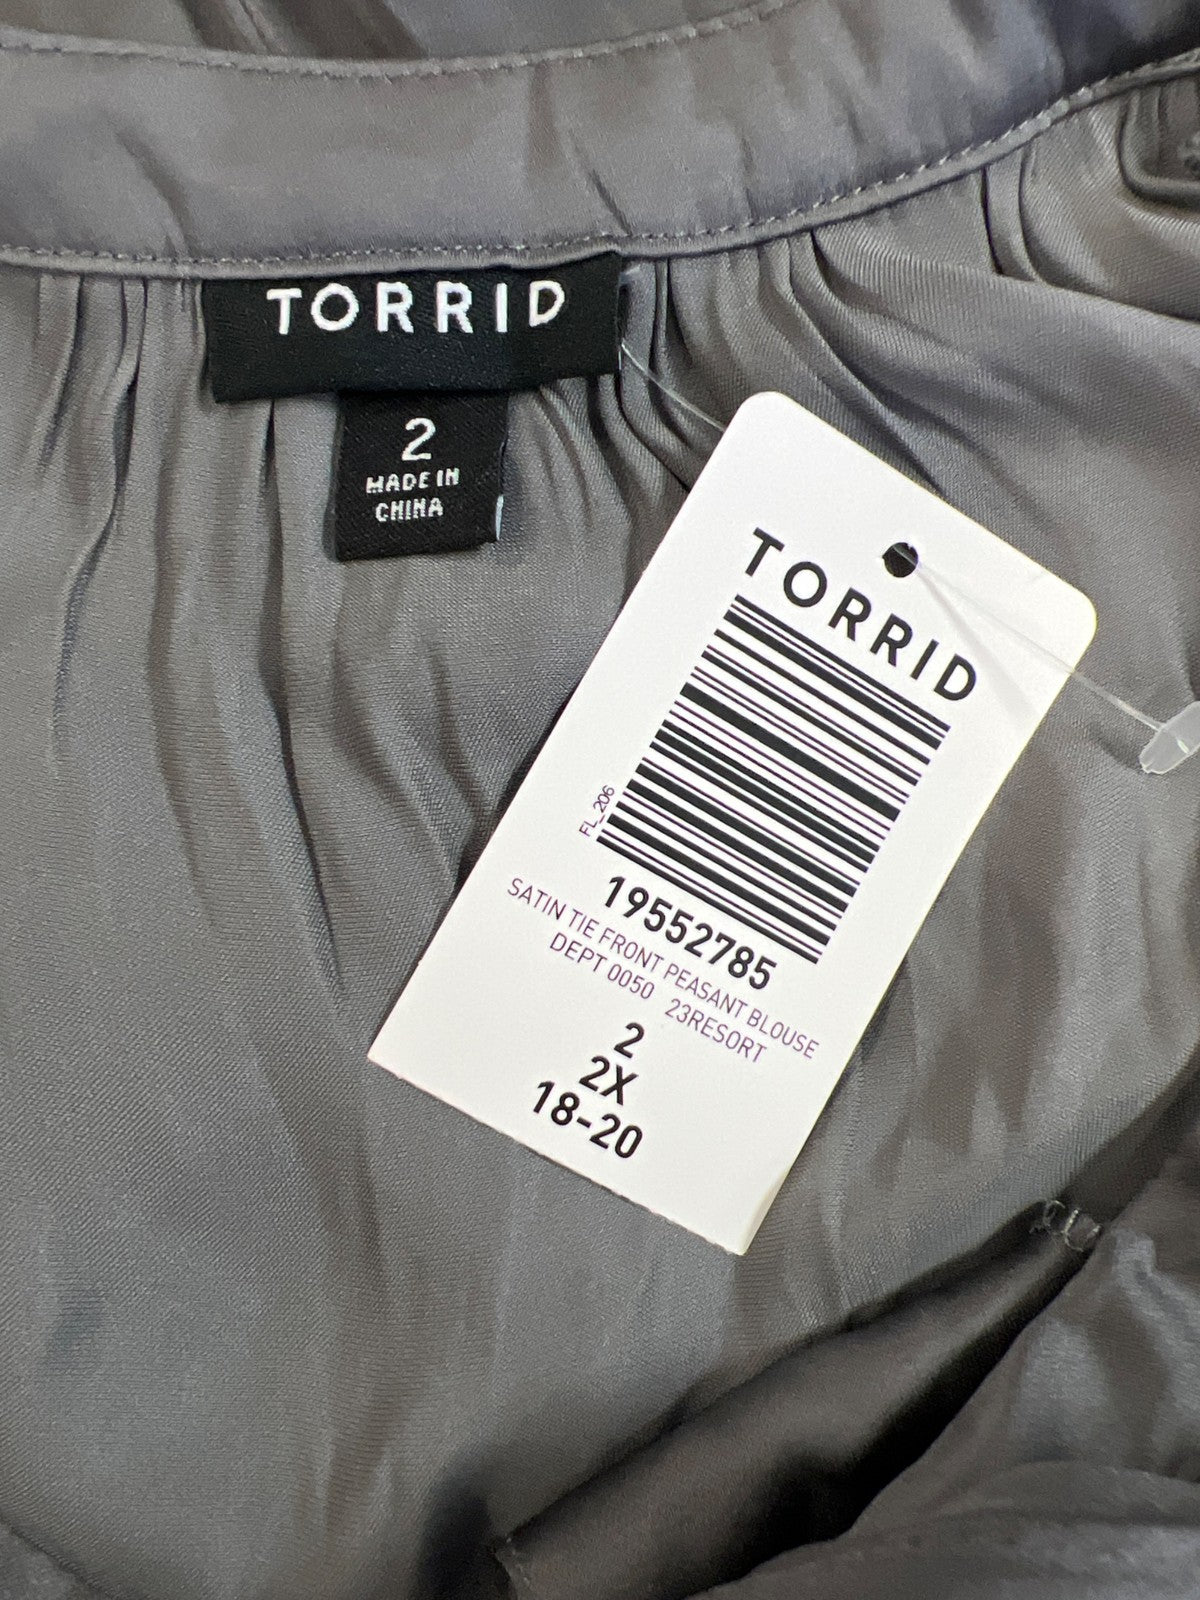 TORRID
2
MADE IN
CHINA
TORRID
FL_206
19552785
SATIN TIE FRONT PEASANT BLOUSE
DEPT 0050 23RESORT
2
2X
18-20